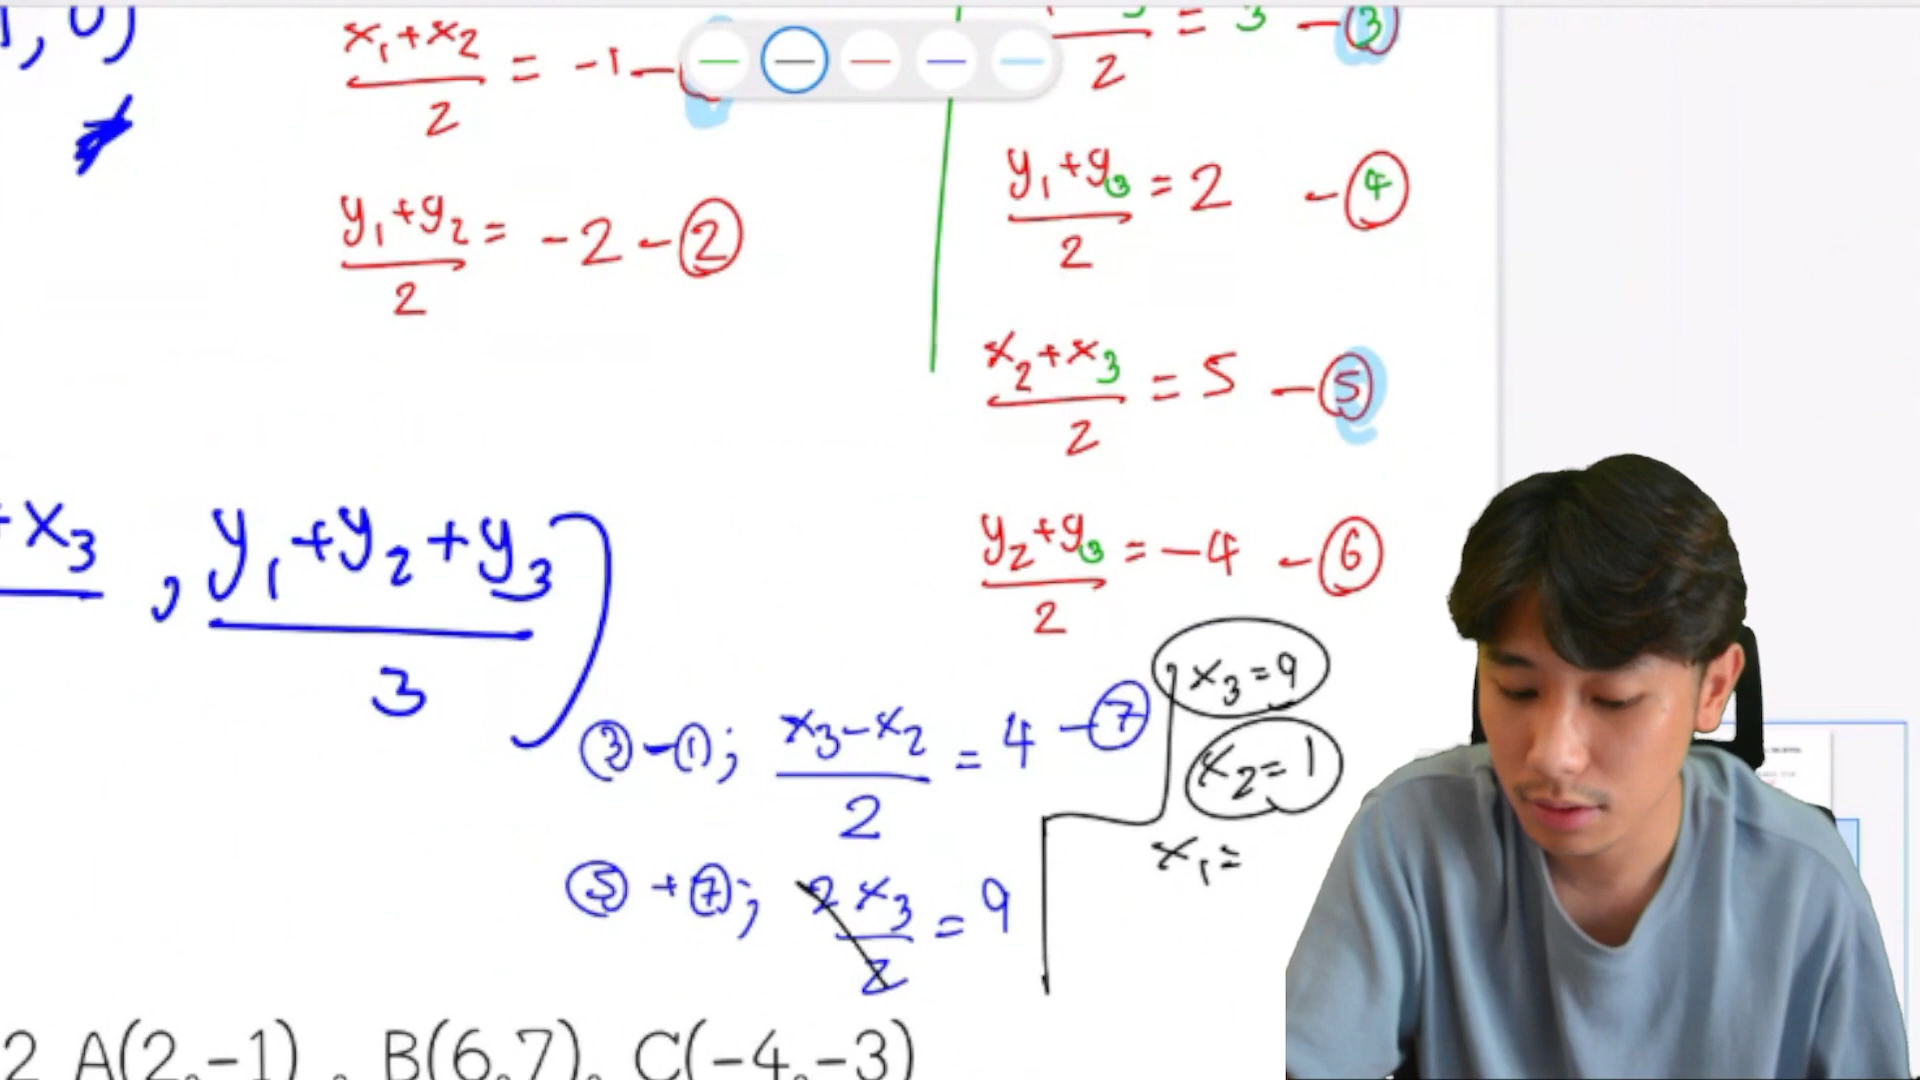 x₁+x₂/2 = -1 -
y₁+y₂/2 = -2 - ②
/2 = 3 - ③
y₁+y₃/2 = 2 - ④
x₂+x₃/2 = 5 - ⑤
y₂+y₃/2 = -4 - ⑥
+x₃ , y₁+y₂+y₃/3 )
③-①; x₃-x₂/2 = 4 - ⑦
⑤+⑦; 2x₃/2 = 9
x₃=9
x₂=1
x₁=
2 A(2,-1) , B(6,7), C(-4,-3)